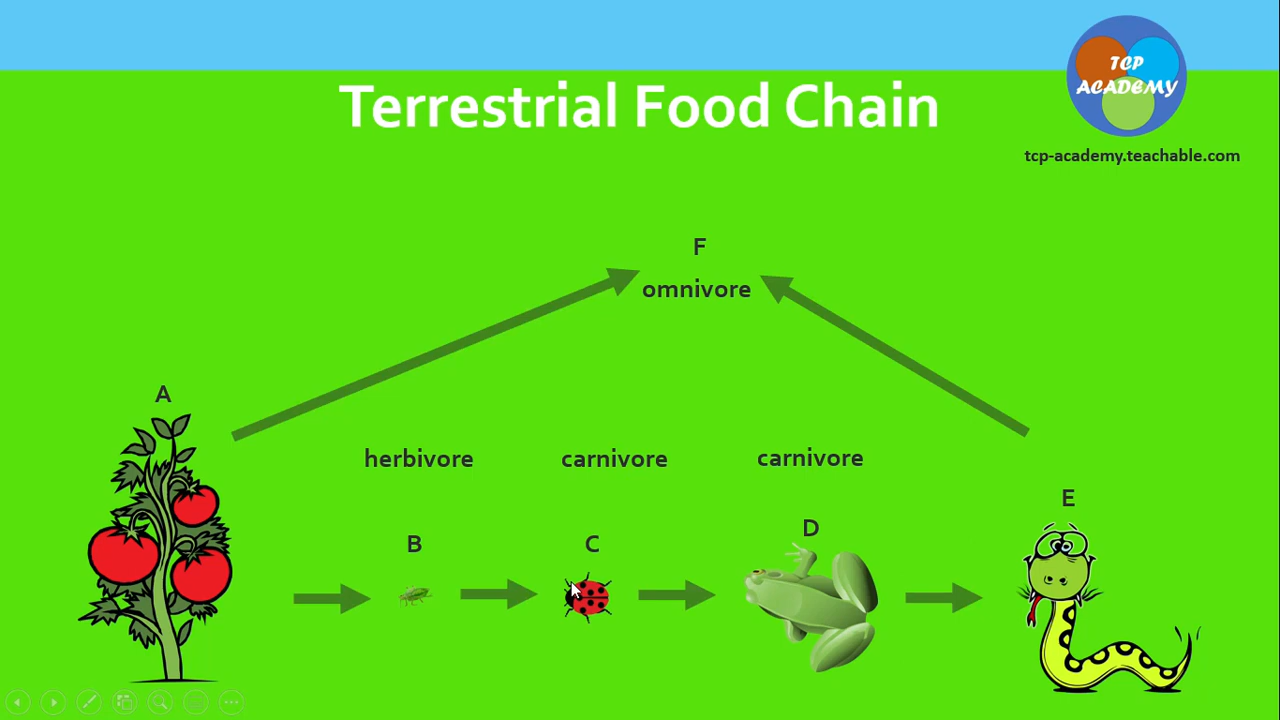 TCP
ACADEMY
Terrestrial Food Chain
tcp-academy.teachable.com
F
omnivore
A
herbivore
carnivore
carnivore
E
D
B
C